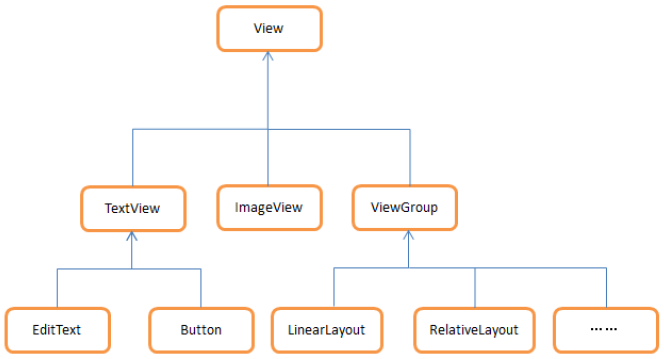 View
TextView
ImageView
ViewGroup
EditText
Button
LinearLayout
RelativeLayout
……